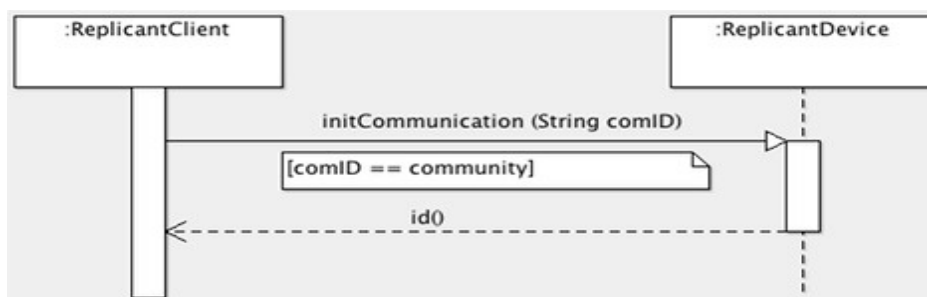 :ReplicantClient
:ReplicantDevice
initCommunication (String comID)
[comID == community]
id()